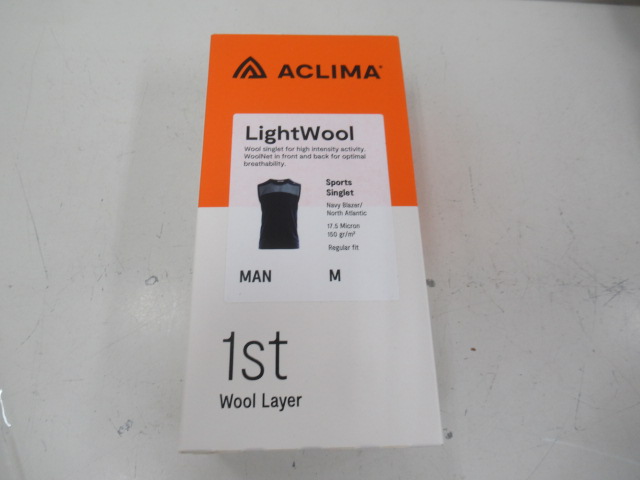 ACLIMA®
LightWool
Wool singlet for high intensity activity.
WoolNet in front and back for optimal
breathability.
Sports
Singlet
Navy Blazer/
North Atlantic
17.5 Micron
160 gr/m²
Regular fit
MAN M
1st
Wool Layer